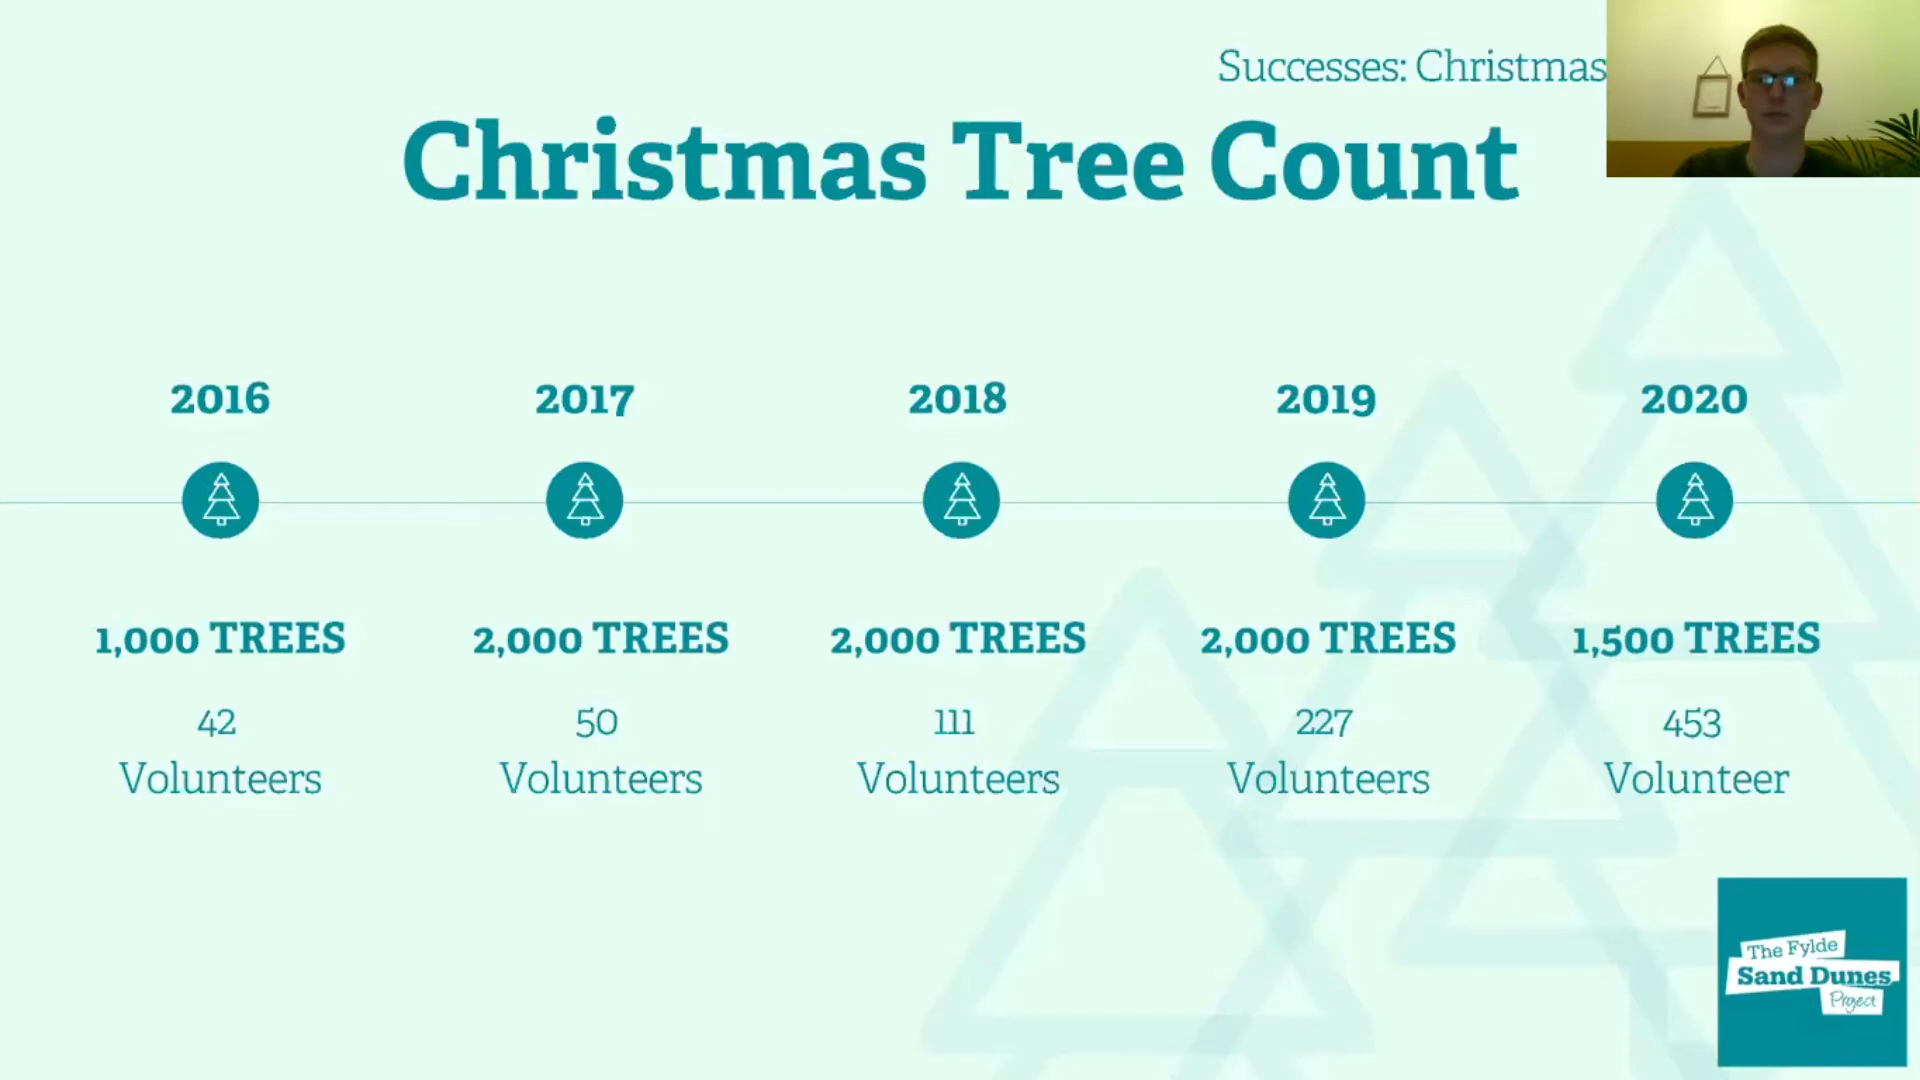 Successes: Christmas
Christmas Tree Count
2016
2017
2018
2019
2020
1,000 TREES
2,000 TREES
2,000 TREES
2,000 TREES
1,500 TREES
42
Volunteers
50
Volunteers
111
Volunteers
227
Volunteers
453
Volunteer
The Fylde
Sand Dunes
Project